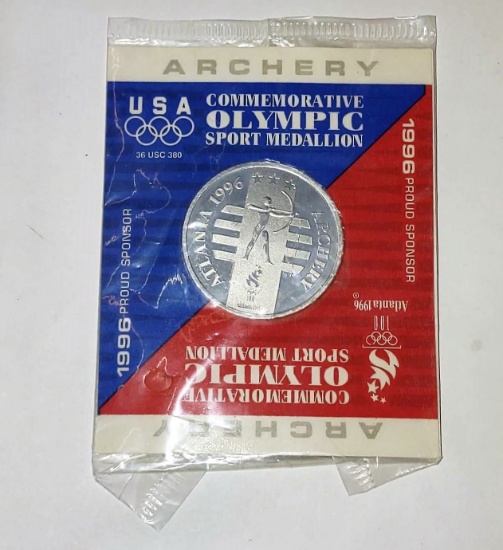 ARCHERY
USA
36 USC 380
COMMEMORATIVE
OLYMPIC
SPORT MEDALLION
1996 PROUD SPONSOR
1996 PROUD SPONSOR
ATLANTA 1996
ARCHERY
Atlanta 1996
COMMEMORATIVE
OLYMPIC
SPORT MEDALLION
ARCHERY